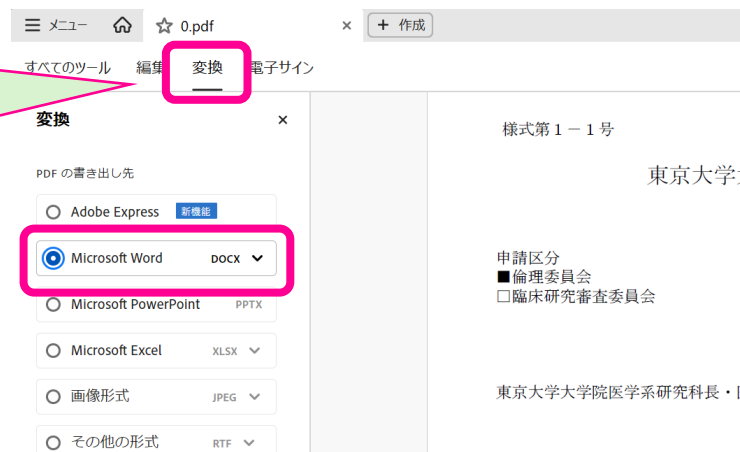 メニュー 0.pdf × + 作成
すべてのツール 編集 変換 電子サイン
変換 ×
PDF の書き出し先
Adobe Express 新機能
Microsoft Word DOCX
Microsoft PowerPoint PPTX
Microsoft Excel XLSX
画像形式 JPEG
その他の形式 RTF
様式第1-1号
東京大学
申請区分
■倫理委員会
□臨床研究審査委員会
東京大学大学院医学系研究科長・